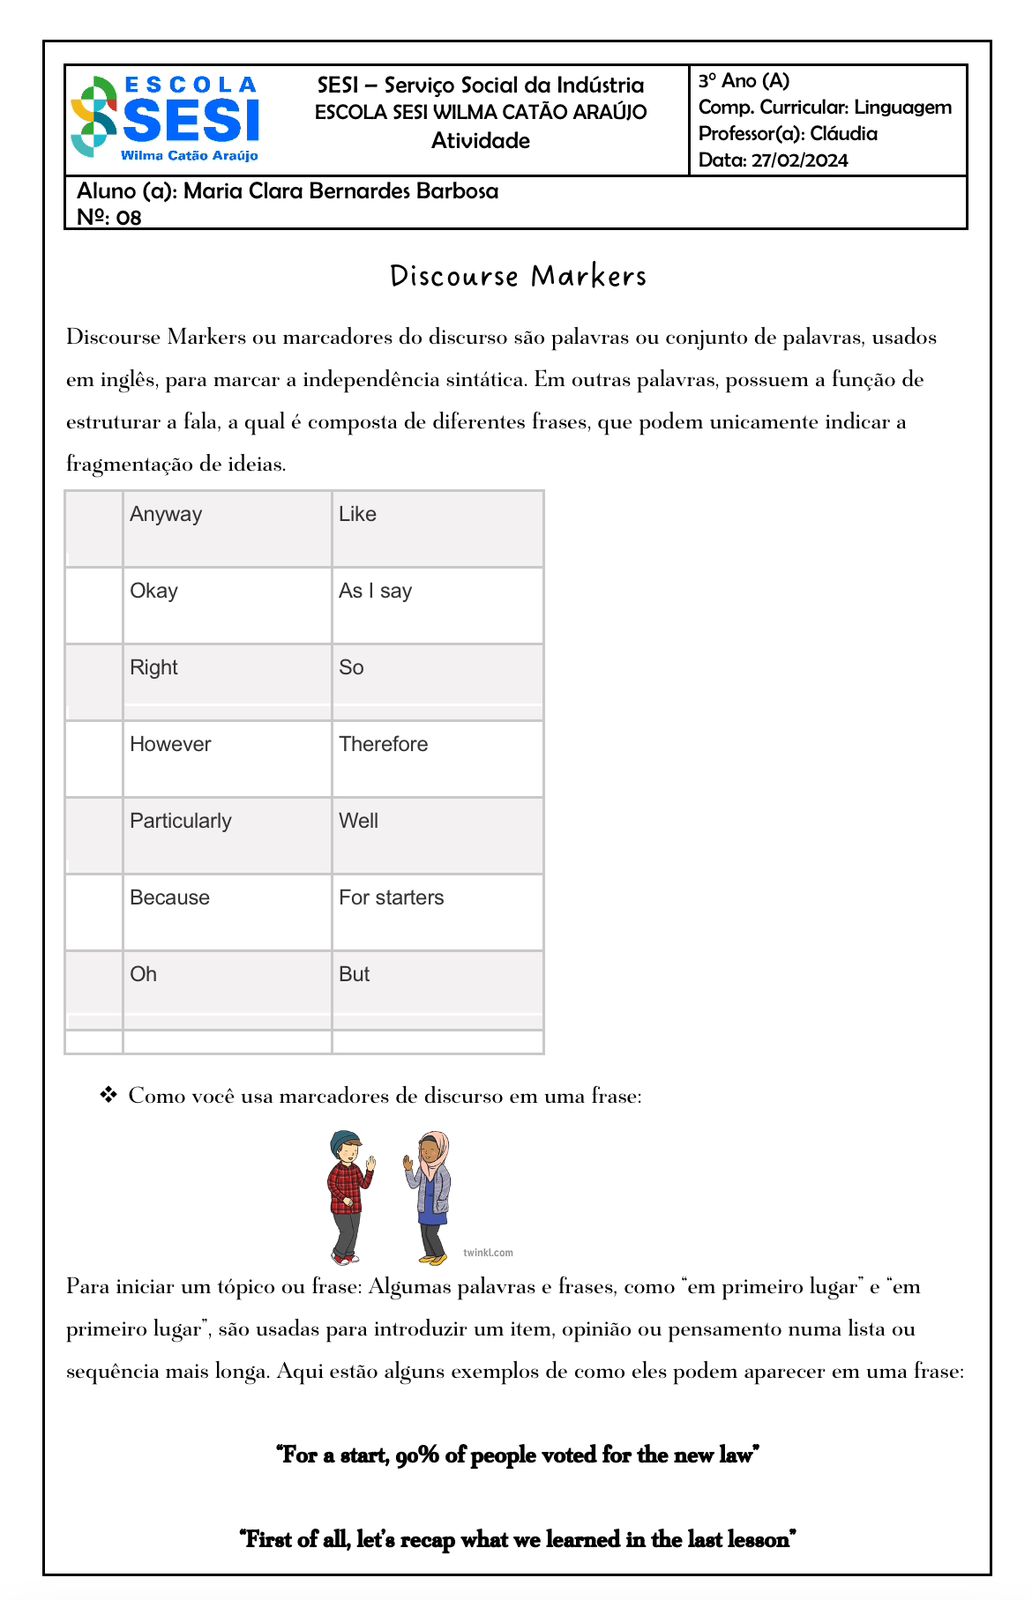 ESCOLA
SESI
Wilma Catão Araújo
SESI – Serviço Social da Indústria
ESCOLA SESI WILMA CATÃO ARAÚJO
Atividade
3º Ano (A)
Comp. Curricular: Linguagem
Professor(a): Cláudia
Data: 27/02/2024
Aluno (a): Maria Clara Bernardes Barbosa
Nº: 08
Discourse Markers
Discourse Markers ou marcadores do discurso são palavras ou conjunto de palavras, usados
em inglês, para marcar a independência sintática. Em outras palavras, possuem a função de
estruturar a fala, a qual é composta de diferentes frases, que podem unicamente indicar a
fragmentação de ideias.
Anyway Like
Okay As I say
Right So
However Therefore
Particularly Well
Because For starters
Oh But
❖ Como você usa marcadores de discurso em uma frase:
twinkl.com
Para iniciar um tópico ou frase: Algumas palavras e frases, como “em primeiro lugar” e “em
primeiro lugar”, são usadas para introduzir um item, opinião ou pensamento numa lista ou
sequência mais longa. Aqui estão alguns exemplos de como eles podem aparecer em uma frase:
“For a start, 90% of people voted for the new law”
“First of all, let’s recap what we learned in the last lesson”